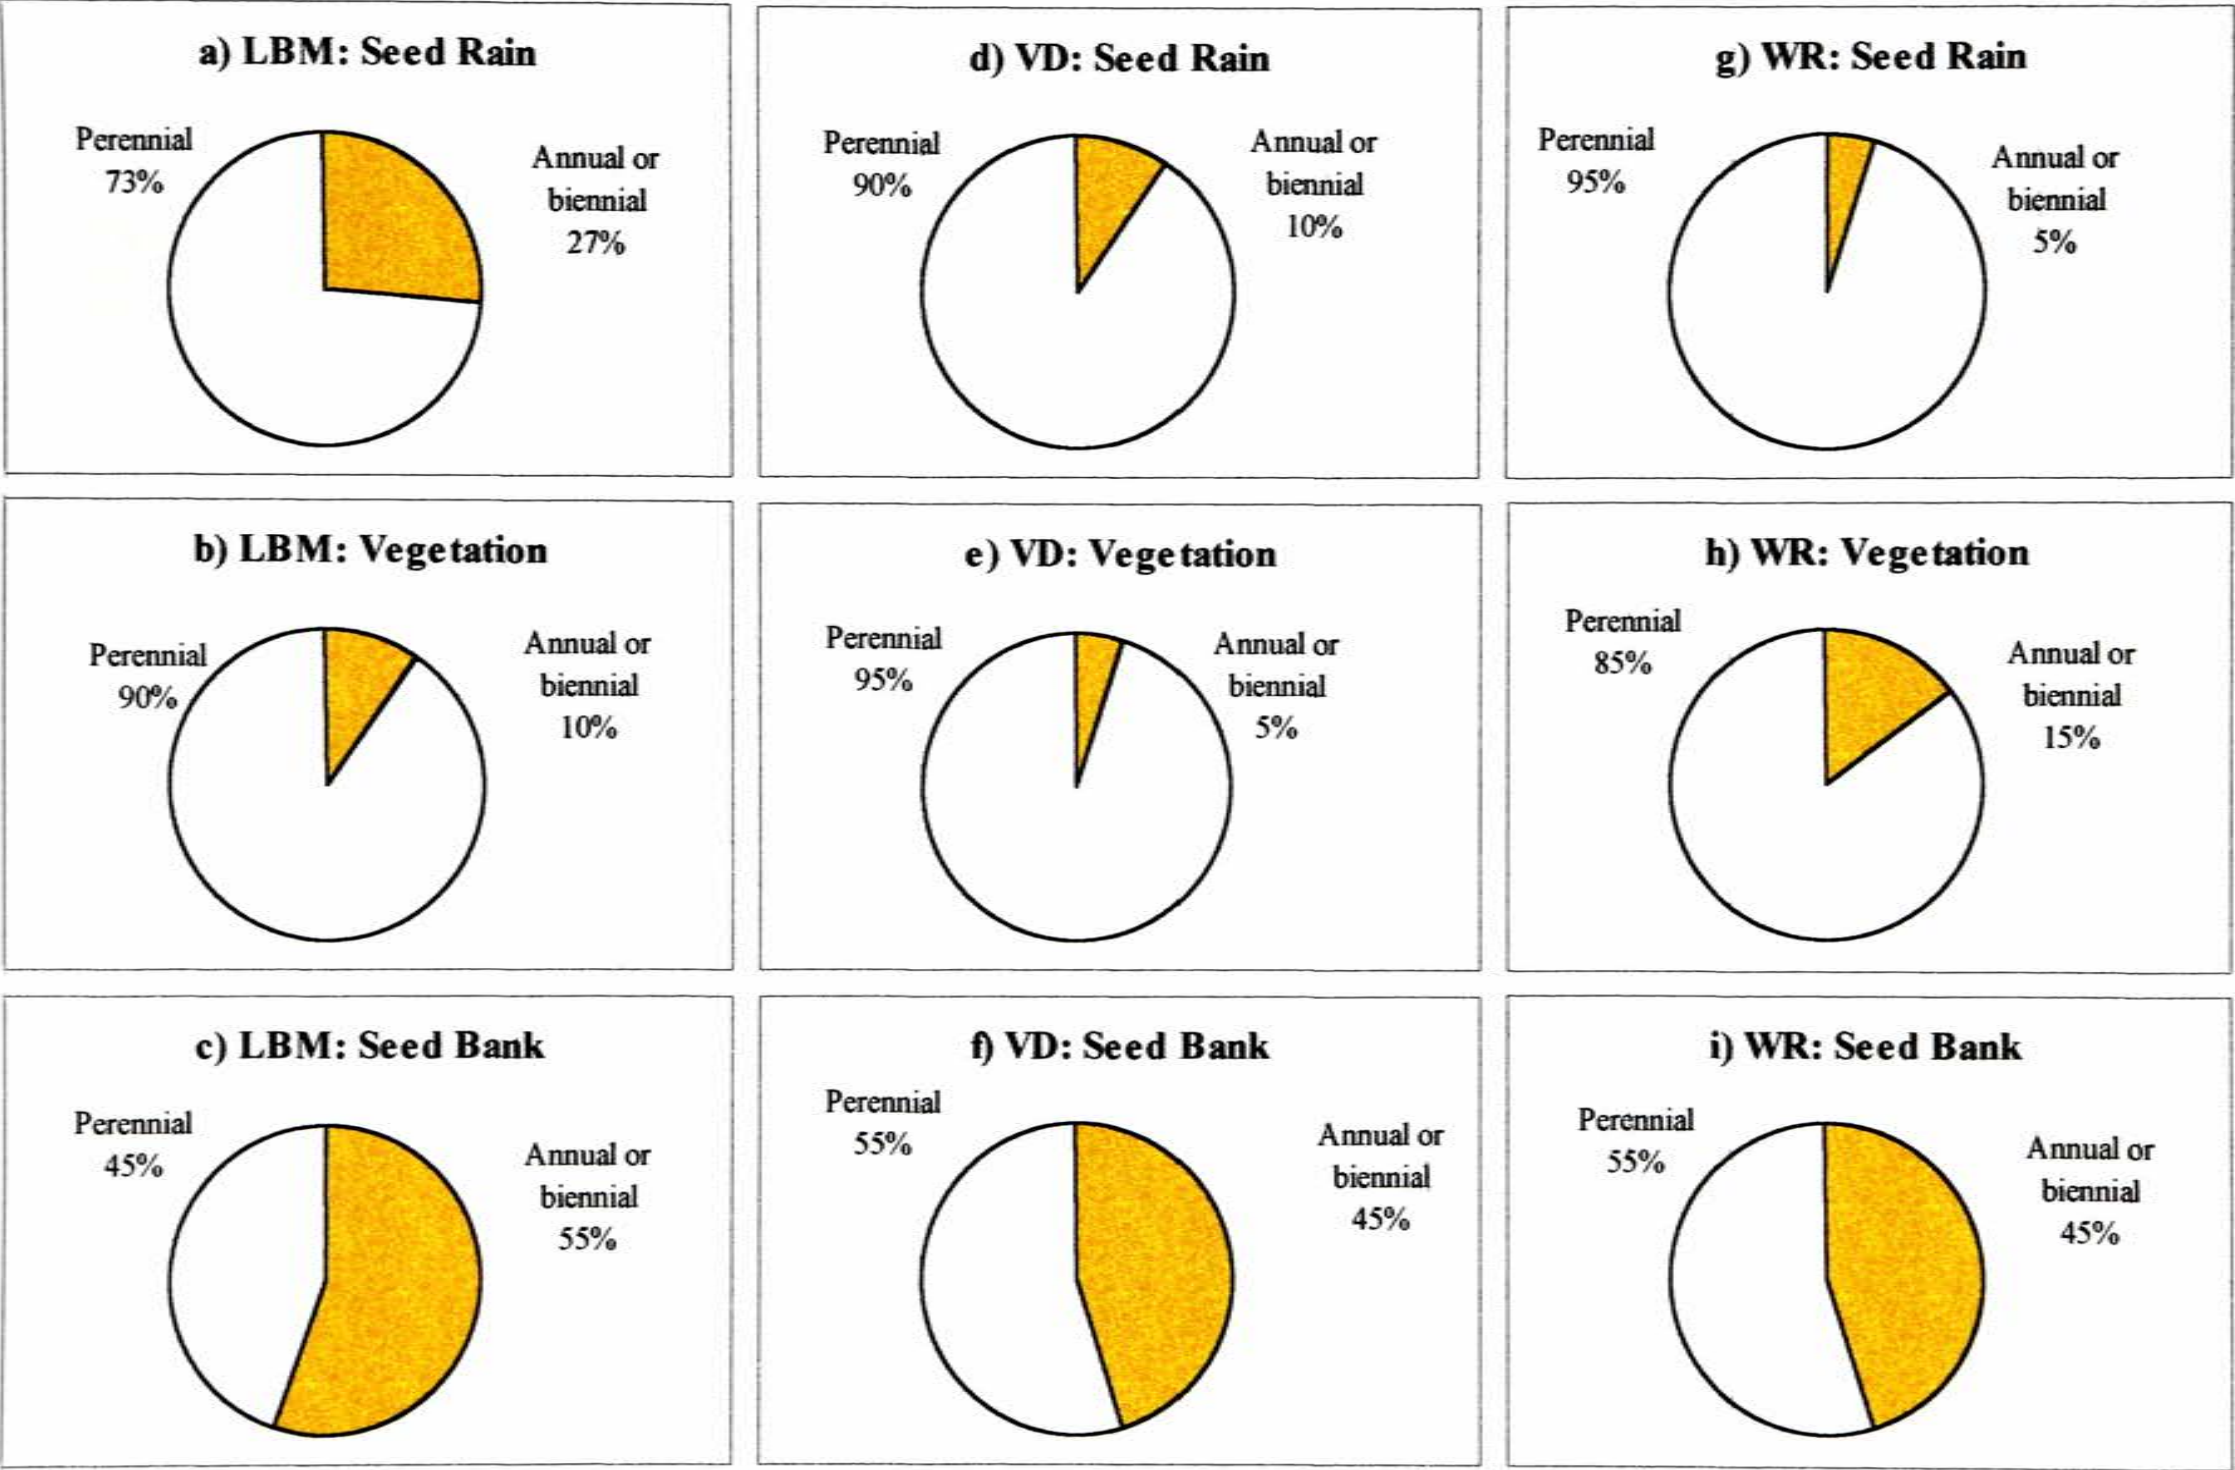 a) LBM: Seed Rain
Perennial
73%
Annual or
biennial
27%
d) VD: Seed Rain
Perennial
90%
Annual or
biennial
10%
g) WR: Seed Rain
Perennial
95%
Annual or
biennial
5%
b) LBM: Vegetation
Perennial
90%
Annual or
biennial
10%
e) VD: Vegetation
Perennial
95%
Annual or
biennial
5%
h) WR: Vegetation
Perennial
85%
Annual or
biennial
15%
c) LBM: Seed Bank
Perennial
45%
Annual or
biennial
55%
f) VD: Seed Bank
Perennial
55%
Annual or
biennial
45%
i) WR: Seed Bank
Perennial
55%
Annual or
biennial
45%